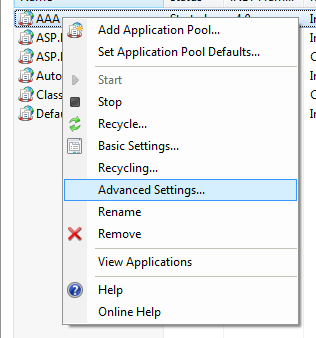 AAA
Add Application Pool...
ASP.
Set Application Pool Defaults...
ASP.
Start
Auto
Stop
Class
Recycle...
Defau
Basic Settings...
Recycling...
Advanced Settings...
Rename
Remove
View Applications
Help
Online Help